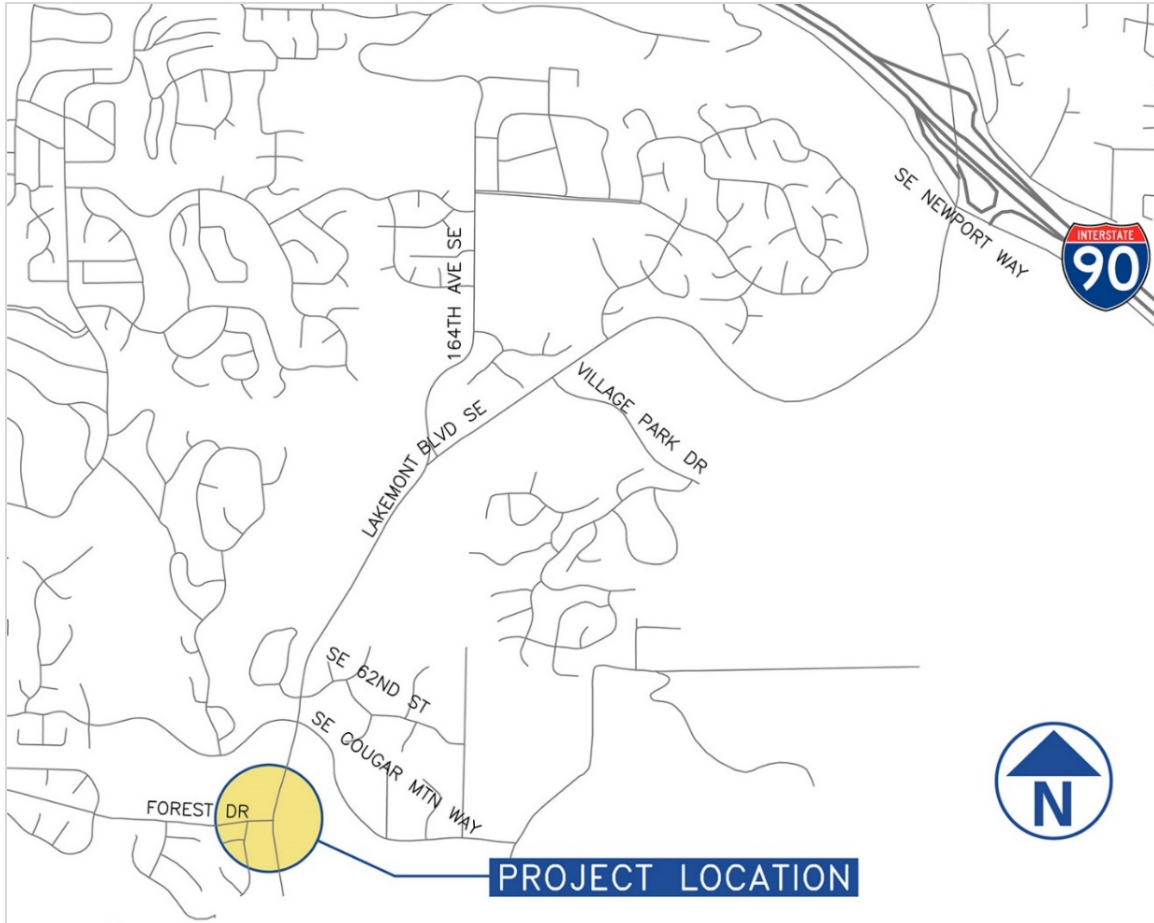 SE NEWPORT WAY
INTERSTATE
90
164TH AVE SE
VILLAGE PARK DR
LAKEMONT BLVD SE
SE 62ND ST
SE COUGAR MTN WAY
FOREST DR
N
PROJECT LOCATION